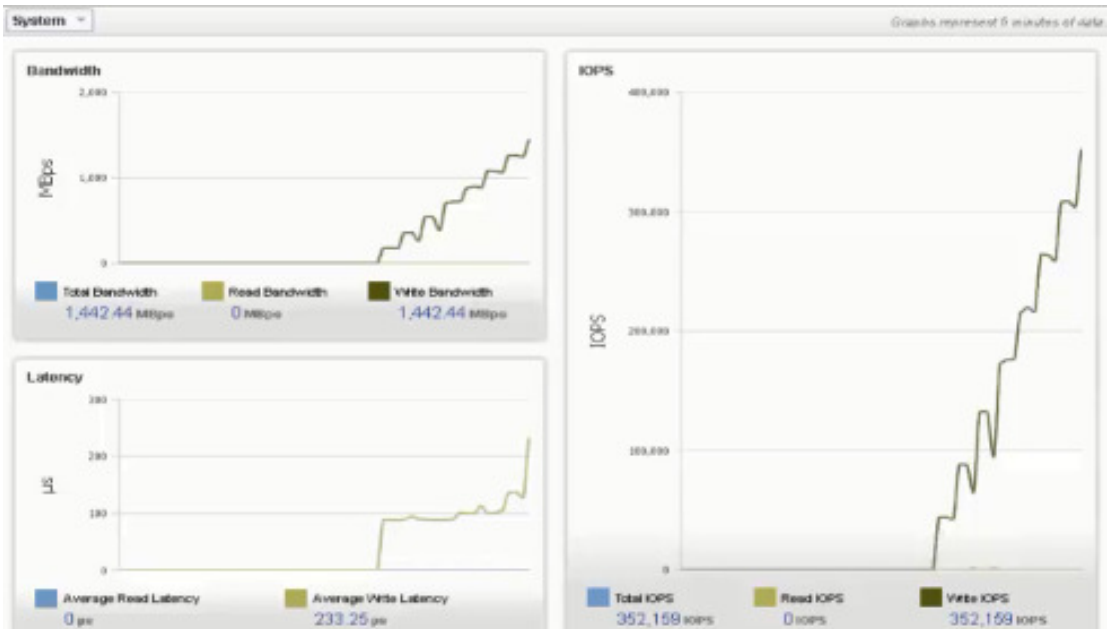 System
Graphs represent 5 minutes of data
Bandwidth
2,000
1,000
0
MBps
Total Bandwidth
1,442.44 MBps
Read Bandwidth
0 MBps
Write Bandwidth
1,442.44 MBps
Latency
300
200
100
0
µs
Average Read Latency
0 µs
Average Write Latency
233.25 µs
IOPS
400,000
300,000
200,000
100,000
0
IOPS
Total IOPS
352,159 IOPS
Read IOPS
0 IOPS
Write IOPS
352,159 IOPS